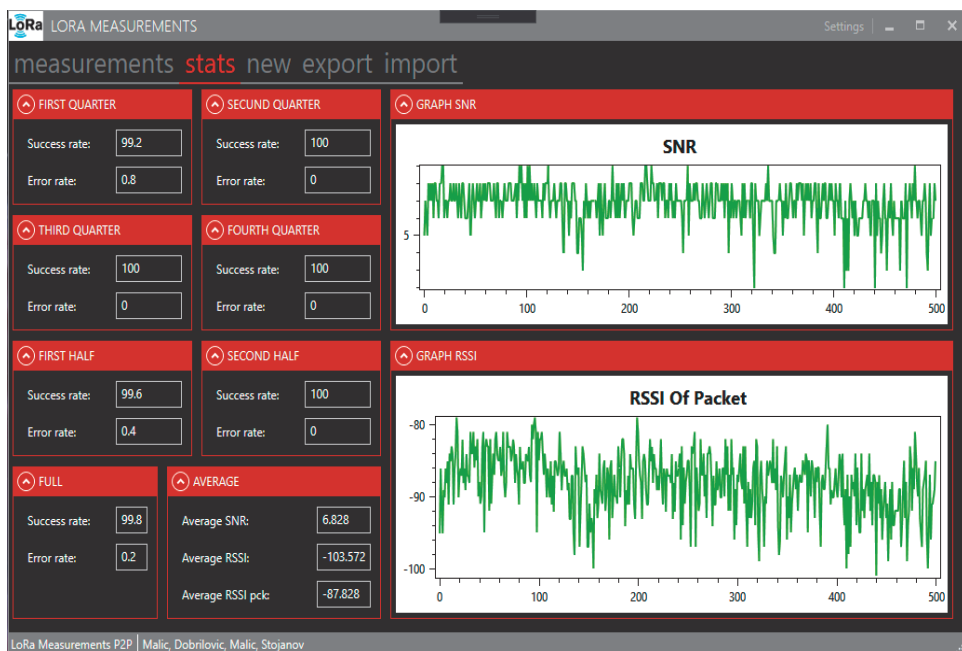 LoRa LORA MEASUREMENTS Settings
measurements stats new export import
FIRST QUARTER
Success rate: 99.2
Error rate: 0.8
SECUND QUARTER
Success rate: 100
Error rate: 0
THIRD QUARTER
Success rate: 100
Error rate: 0
FOURTH QUARTER
Success rate: 100
Error rate: 0
FIRST HALF
Success rate: 99.6
Error rate: 0.4
SECOND HALF
Success rate: 100
Error rate: 0
FULL
Success rate: 99.8
Error rate: 0.2
AVERAGE
Average SNR: 6.828
Average RSSI: -103.572
Average RSSI pck: -87.828
GRAPH SNR
SNR
5
0 100 200 300 400 500
GRAPH RSSI
RSSI Of Packet
-80
-90
-100
0 100 200 300 400 500
LoRa Measurements P2P Malic, Dobrilovic, Malic, Stojanov